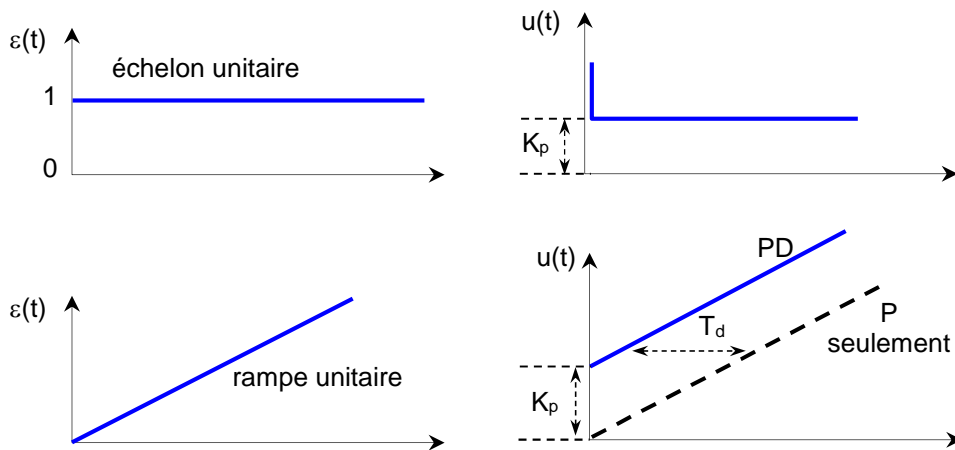 ε(t)
échelon unitaire
1
0
u(t)
Kp
ε(t)
rampe unitaire
u(t)
PD
Td
P
seulement
Kp